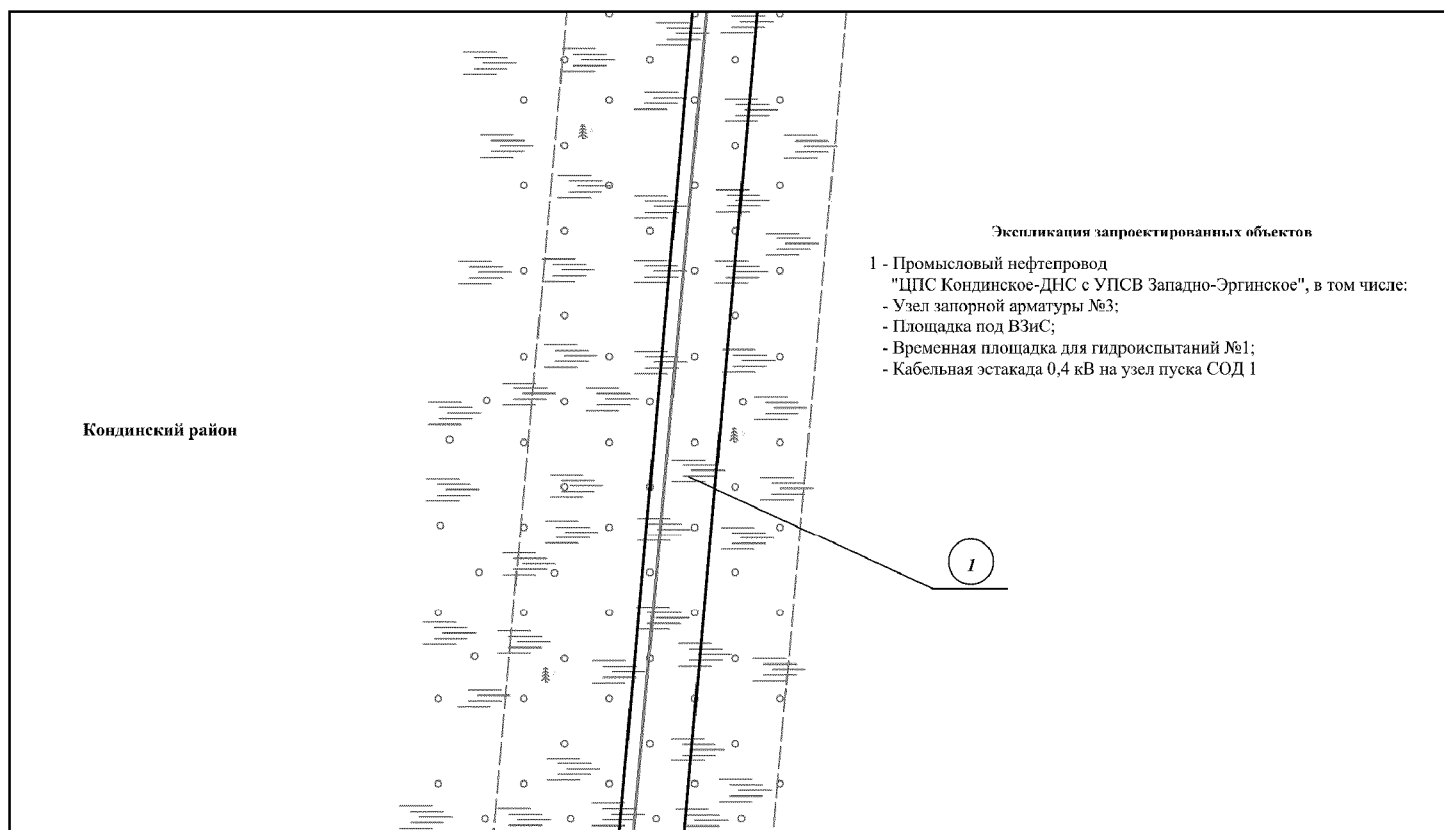 Экспликация запроектированных объектов
1 - Промысловый нефтепровод
"ЦПС Кондинское-ДНС с УПСВ Западно-Эргинское", в том числе:
- Узел запорной арматуры №3;
- Площадка под ВЗиС;
- Временная площадка для гидроиспытаний №1;
- Кабельная эстакада 0,4 кВ на узел пуска СОД 1
Кондинский район
1